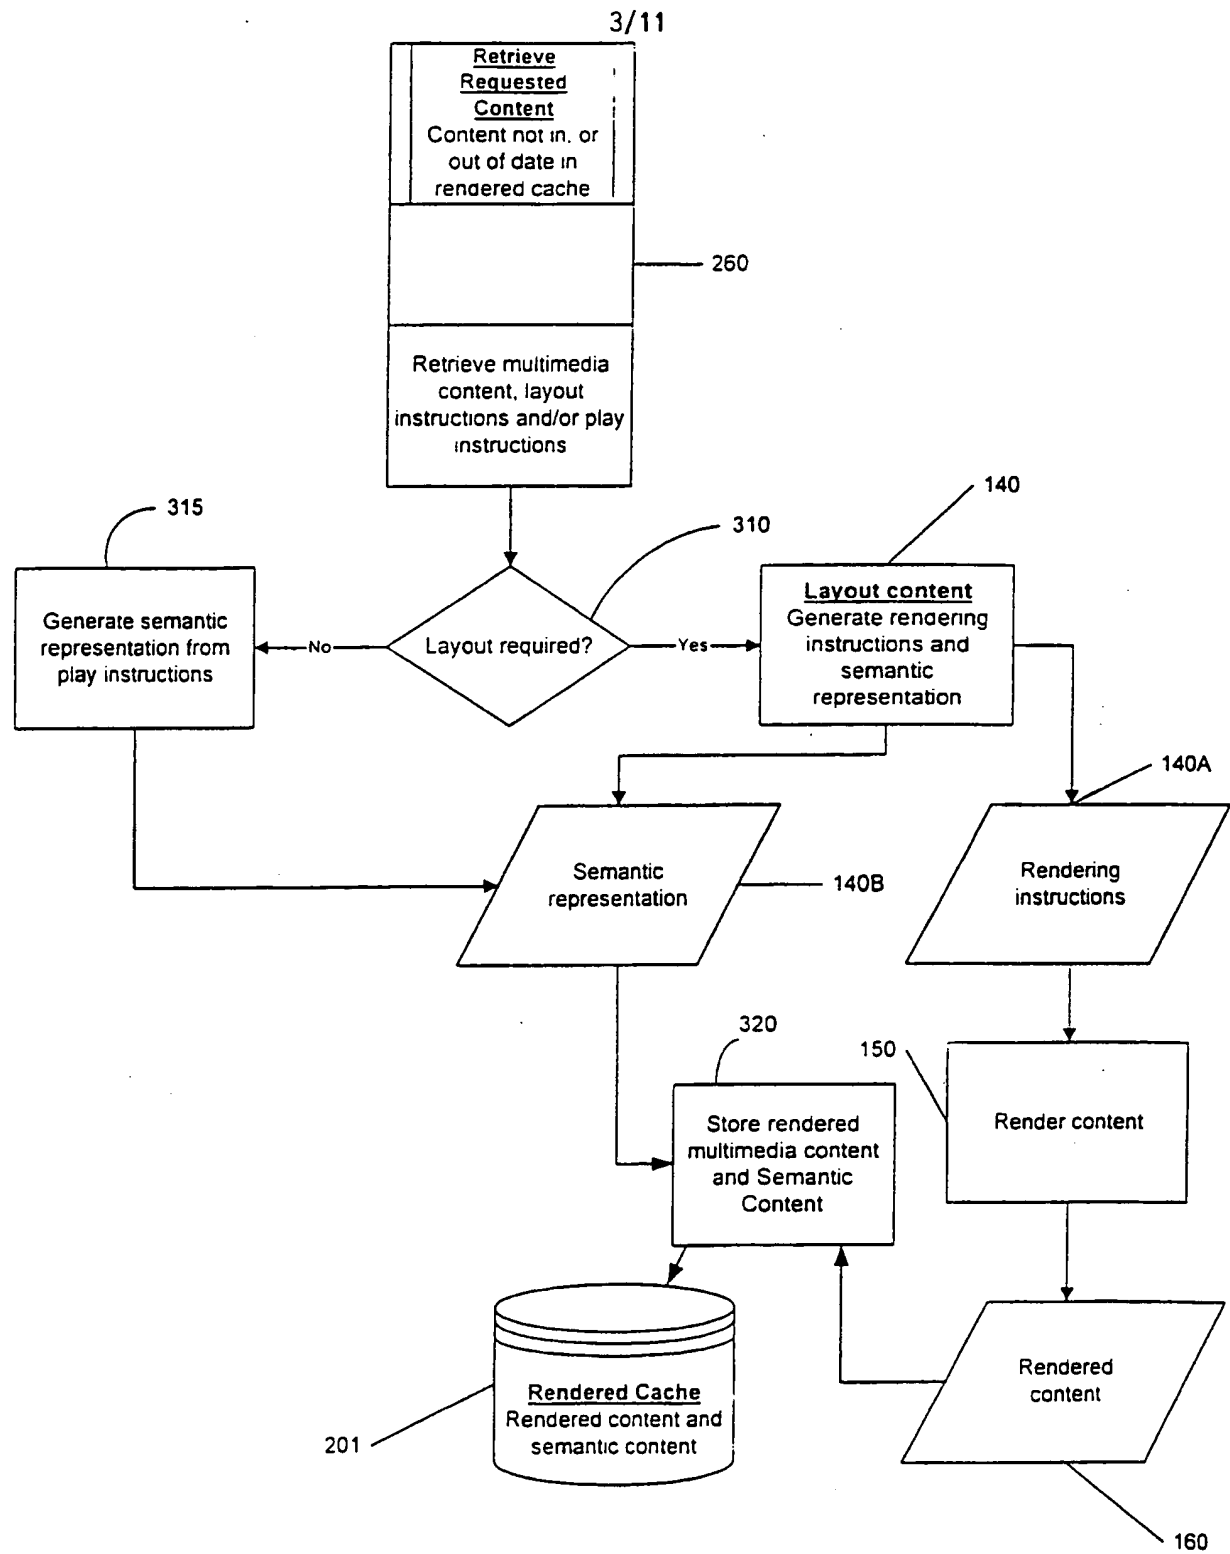 3/11
Retrieve
Requested
Content
Content not in, or
out of date in
rendered cache
260
Retrieve multimedia
content, layout
instructions and/or play
instructions
315
310
140
Generate semantic
representation from
play instructions
No
Layout required?
Yes
Layout content
Generate rendering
instructions and
semantic
representation
140A
Semantic
representation
140B
Rendering
instructions
320
150
Store rendered
multimedia content
and Semantic
Content
Render content
Rendered Cache
Rendered content and
semantic content
201
Rendered
content
160